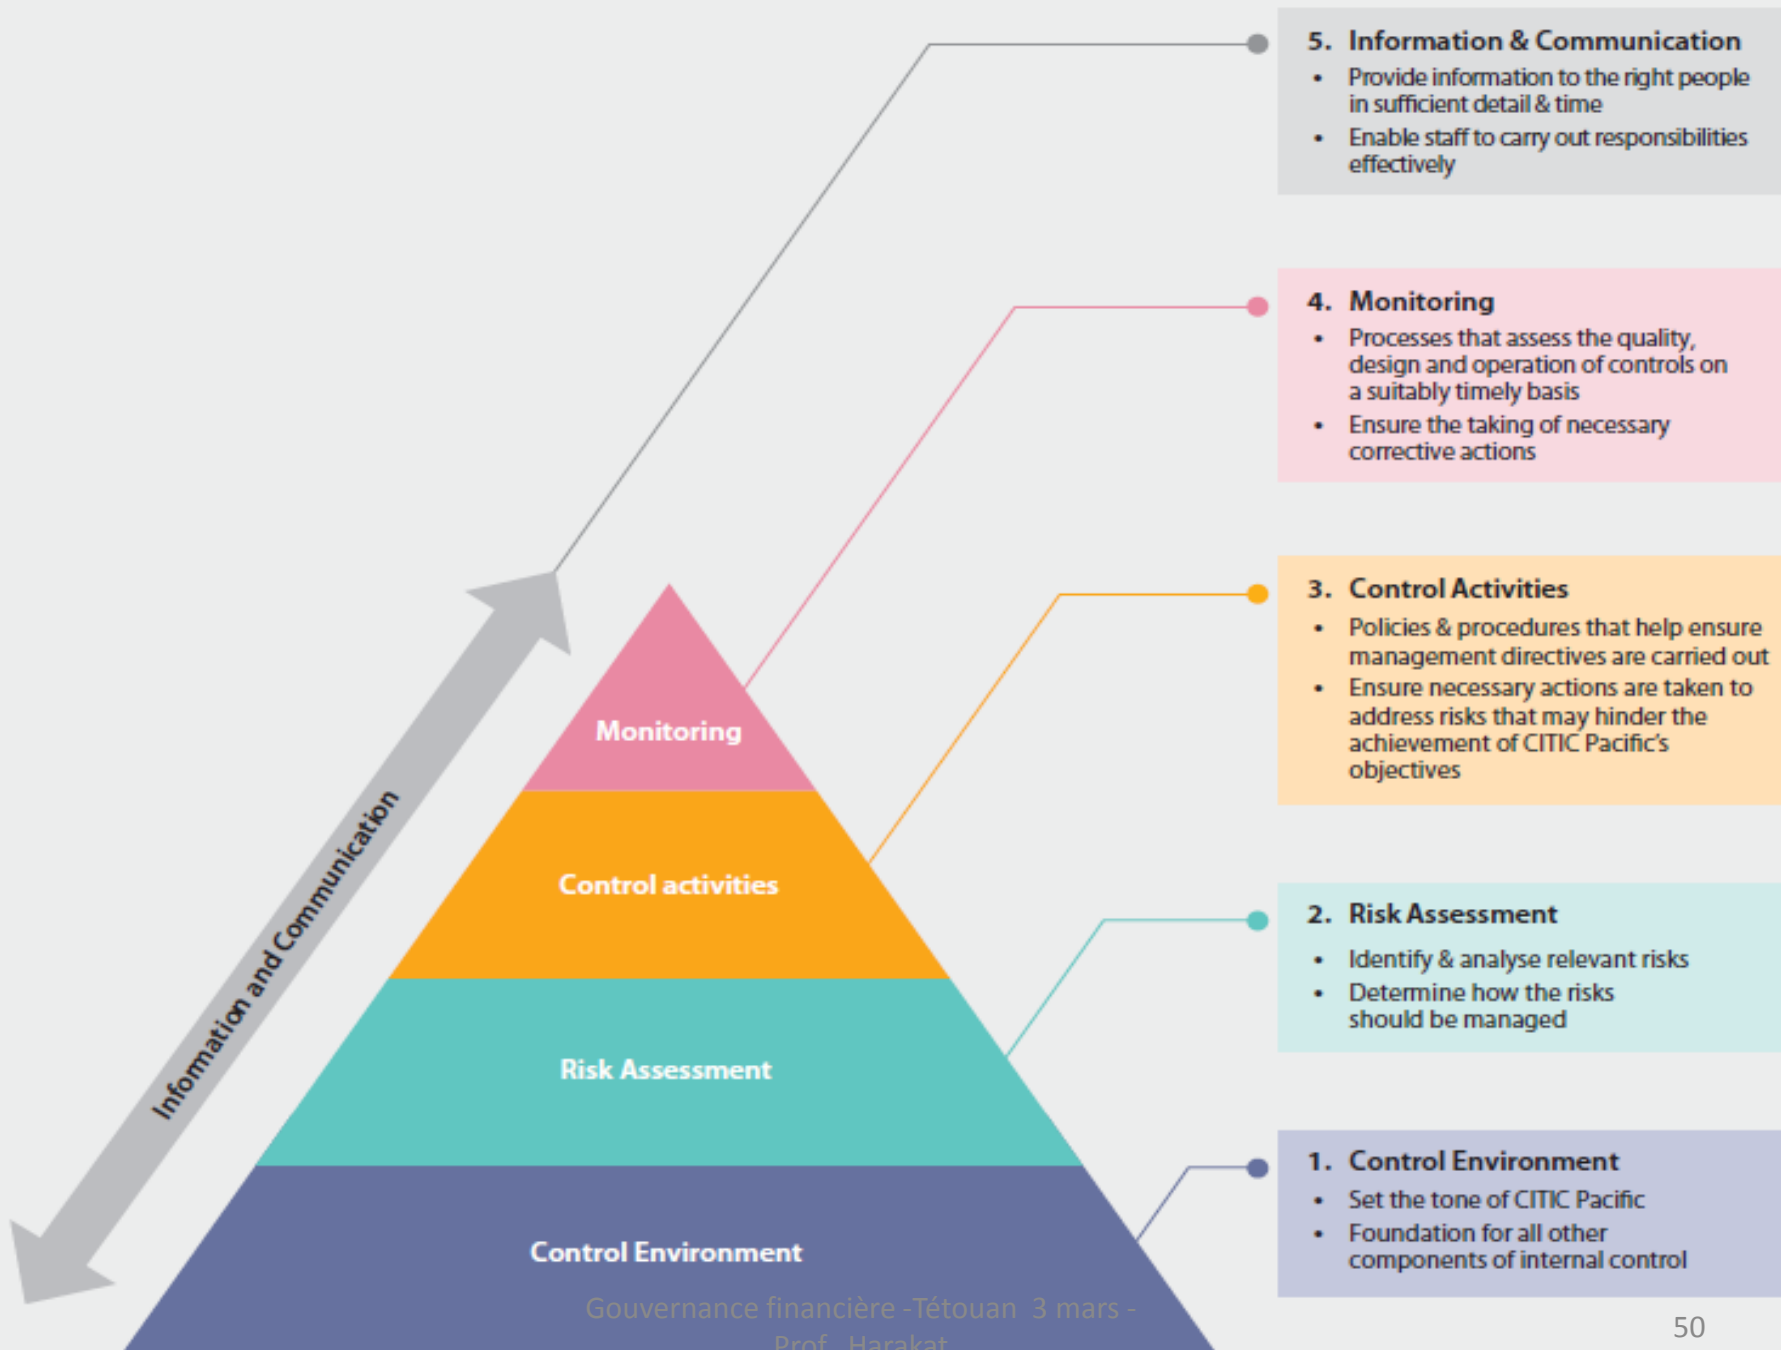 5. Information & Communication
• Provide information to the right people
in sufficient detail & time
• Enable staff to carry out responsibilities
effectively
4. Monitoring
• Processes that assess the quality,
design and operation of controls on
a suitably timely basis
• Ensure the taking of necessary
corrective actions
3. Control Activities
• Policies & procedures that help ensure
management directives are carried out
• Ensure necessary actions are taken to
address risks that may hinder the
achievement of CITIC Pacific's
objectives
2. Risk Assessment
• Identify & analyse relevant risks
• Determine how the risks
should be managed
1. Control Environment
• Set the tone of CITIC Pacific
• Foundation for all other
components of internal control
Information and Communication
Monitoring
Control activities
Risk Assessment
Control Environment
Gouvernance financière -Tétouan 3 mars -
Prof. Harakat
50